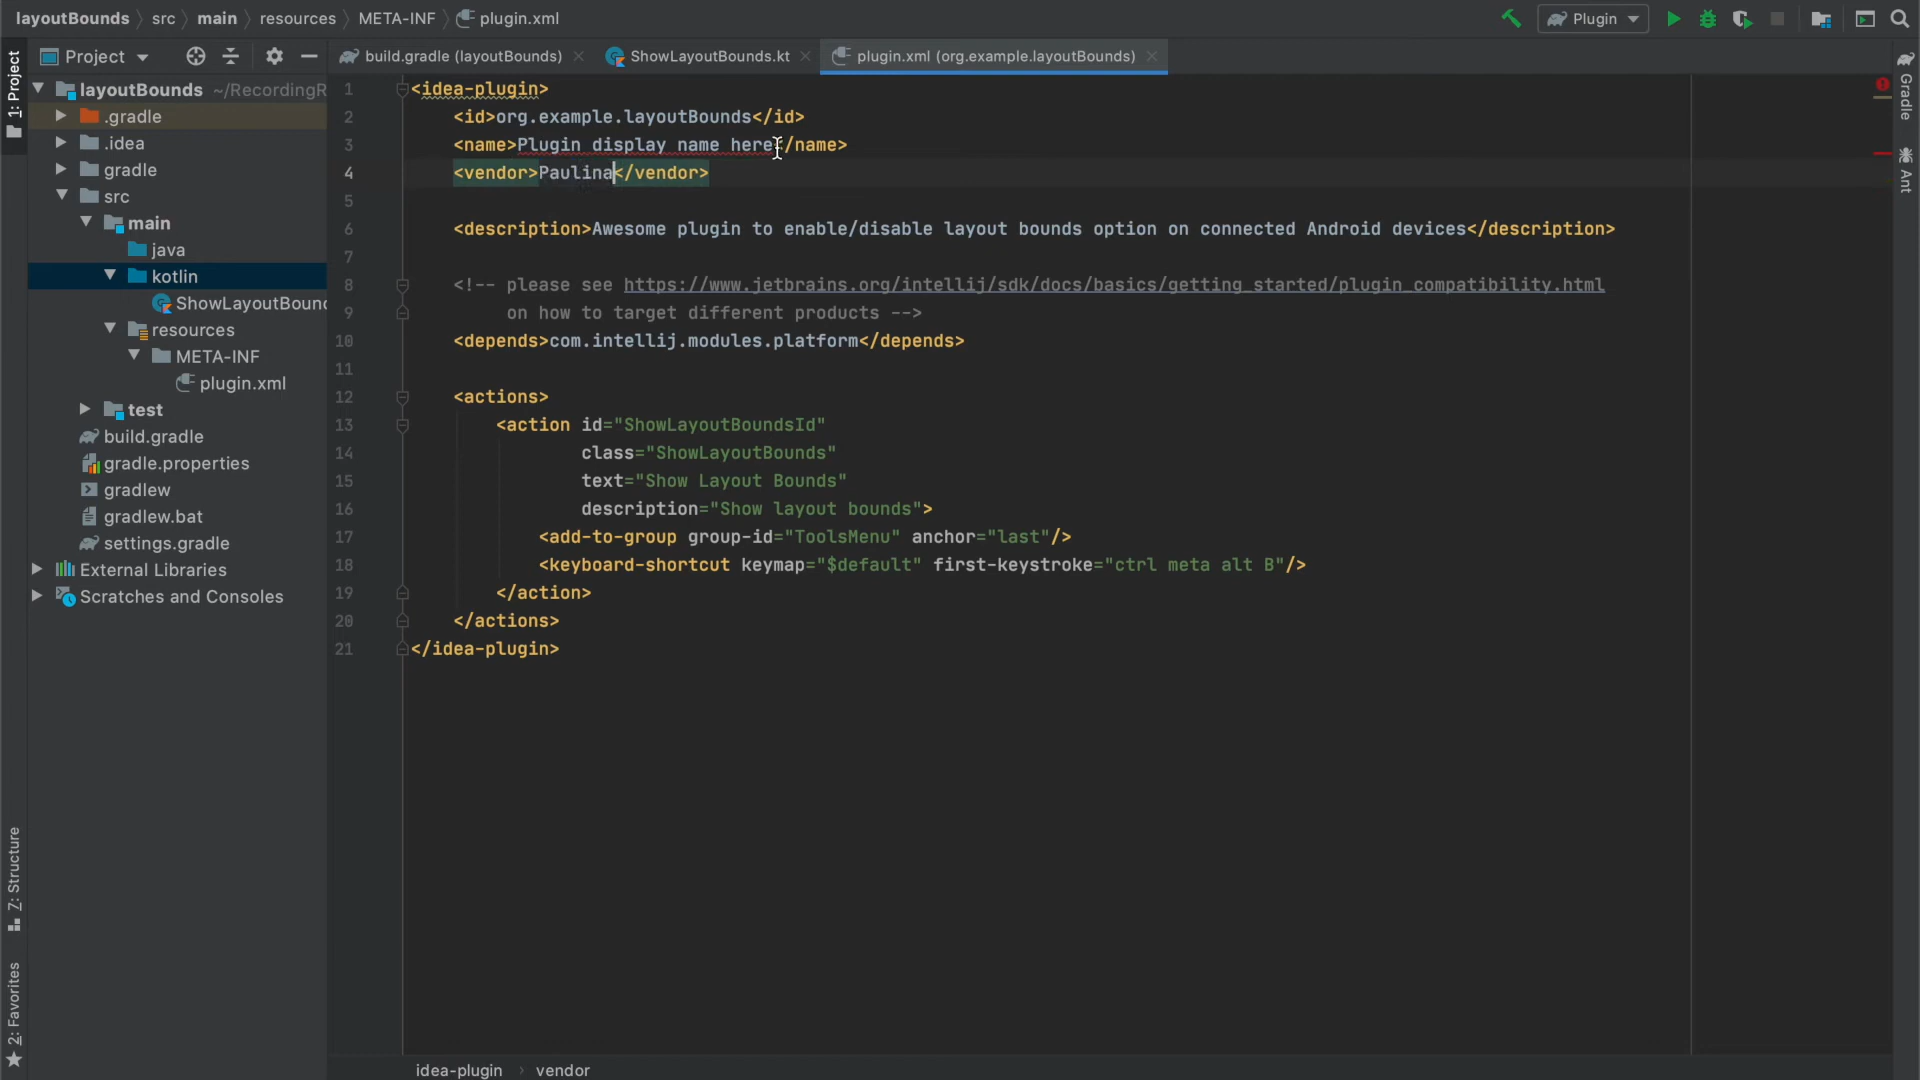 layoutBounds src main resources META-INF plugin.xml Plugin
Project build.gradle (layoutBounds) ShowLayoutBounds.kt plugin.xml (org.example.layoutBounds)
1: Project
layoutBounds ~/RecordingR
.gradle
.idea
gradle
src
main
java
kotlin
ShowLayoutBound
resources
META-INF
plugin.xml
test
build.gradle
gradle.properties
gradlew
gradlew.bat
settings.gradle
External Libraries
Scratches and Consoles
Z: Structure
2: Favorites
1 <idea-plugin>
2 <id>org.example.layoutBounds</id>
3 <name>Plugin display name here</name>
4 <vendor>Paulina</vendor>
5
6 <description>Awesome plugin to enable/disable layout bounds option on connected Android devices</description>
7
8 <!-- please see https://www.jetbrains.org/intellij/sdk/docs/basics/getting_started/plugin_compatibility.html
9 on how to target different products -->
10 <depends>com.intellij.modules.platform</depends>
11
12 <actions>
13 <action id="ShowLayoutBoundsId"
14 class="ShowLayoutBounds"
15 text="Show Layout Bounds"
16 description="Show layout bounds">
17 <add-to-group group-id="ToolsMenu" anchor="last"/>
18 <keyboard-shortcut keymap="$default" first-keystroke="ctrl meta alt B"/>
19 </action>
20 </actions>
21 </idea-plugin>
Gradle
Ant
idea-plugin vendor